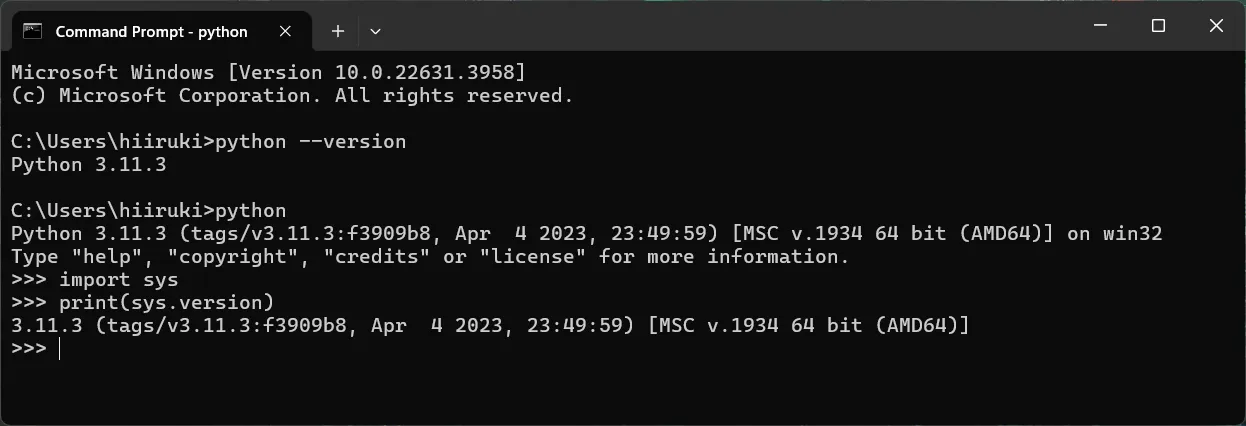 Command Prompt - python
Microsoft Windows [Version 10.0.22631.3958]
(c) Microsoft Corporation. All rights reserved.
C:\Users\hiiruki>python --version
Python 3.11.3
C:\Users\hiiruki>python
Python 3.11.3 (tags/v3.11.3:f3909b8, Apr  4 2023, 23:49:59) [MSC v.1934 64 bit (AMD64)] on win32
Type "help", "copyright", "credits" or "license" for more information.
>>> import sys
>>> print(sys.version)
3.11.3 (tags/v3.11.3:f3909b8, Apr  4 2023, 23:49:59) [MSC v.1934 64 bit (AMD64)]
>>>